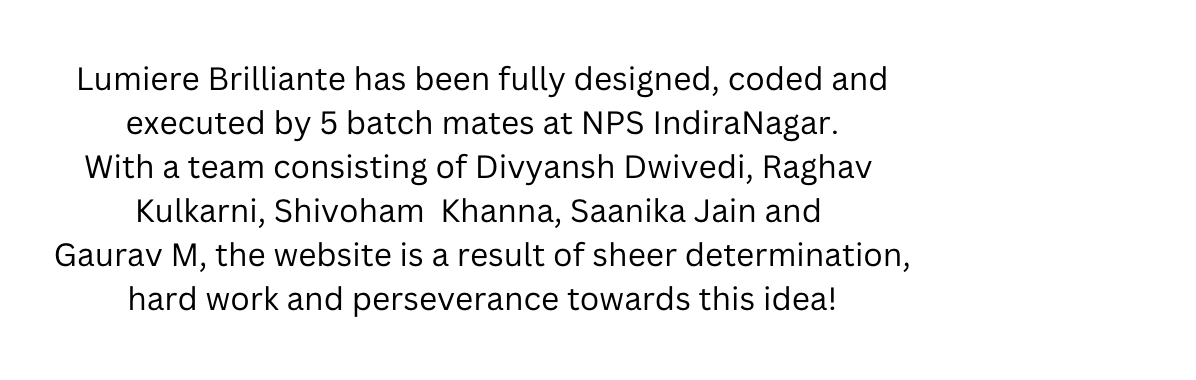 Lumiere Brilliante has been fully designed, coded and
executed by 5 batch mates at NPS IndiraNagar.
With a team consisting of Divyansh Dwivedi, Raghav
Kulkarni, Shivoham  Khanna, Saanika Jain and
Gaurav M, the website is a result of sheer determination,
hard work and perseverance towards this idea!